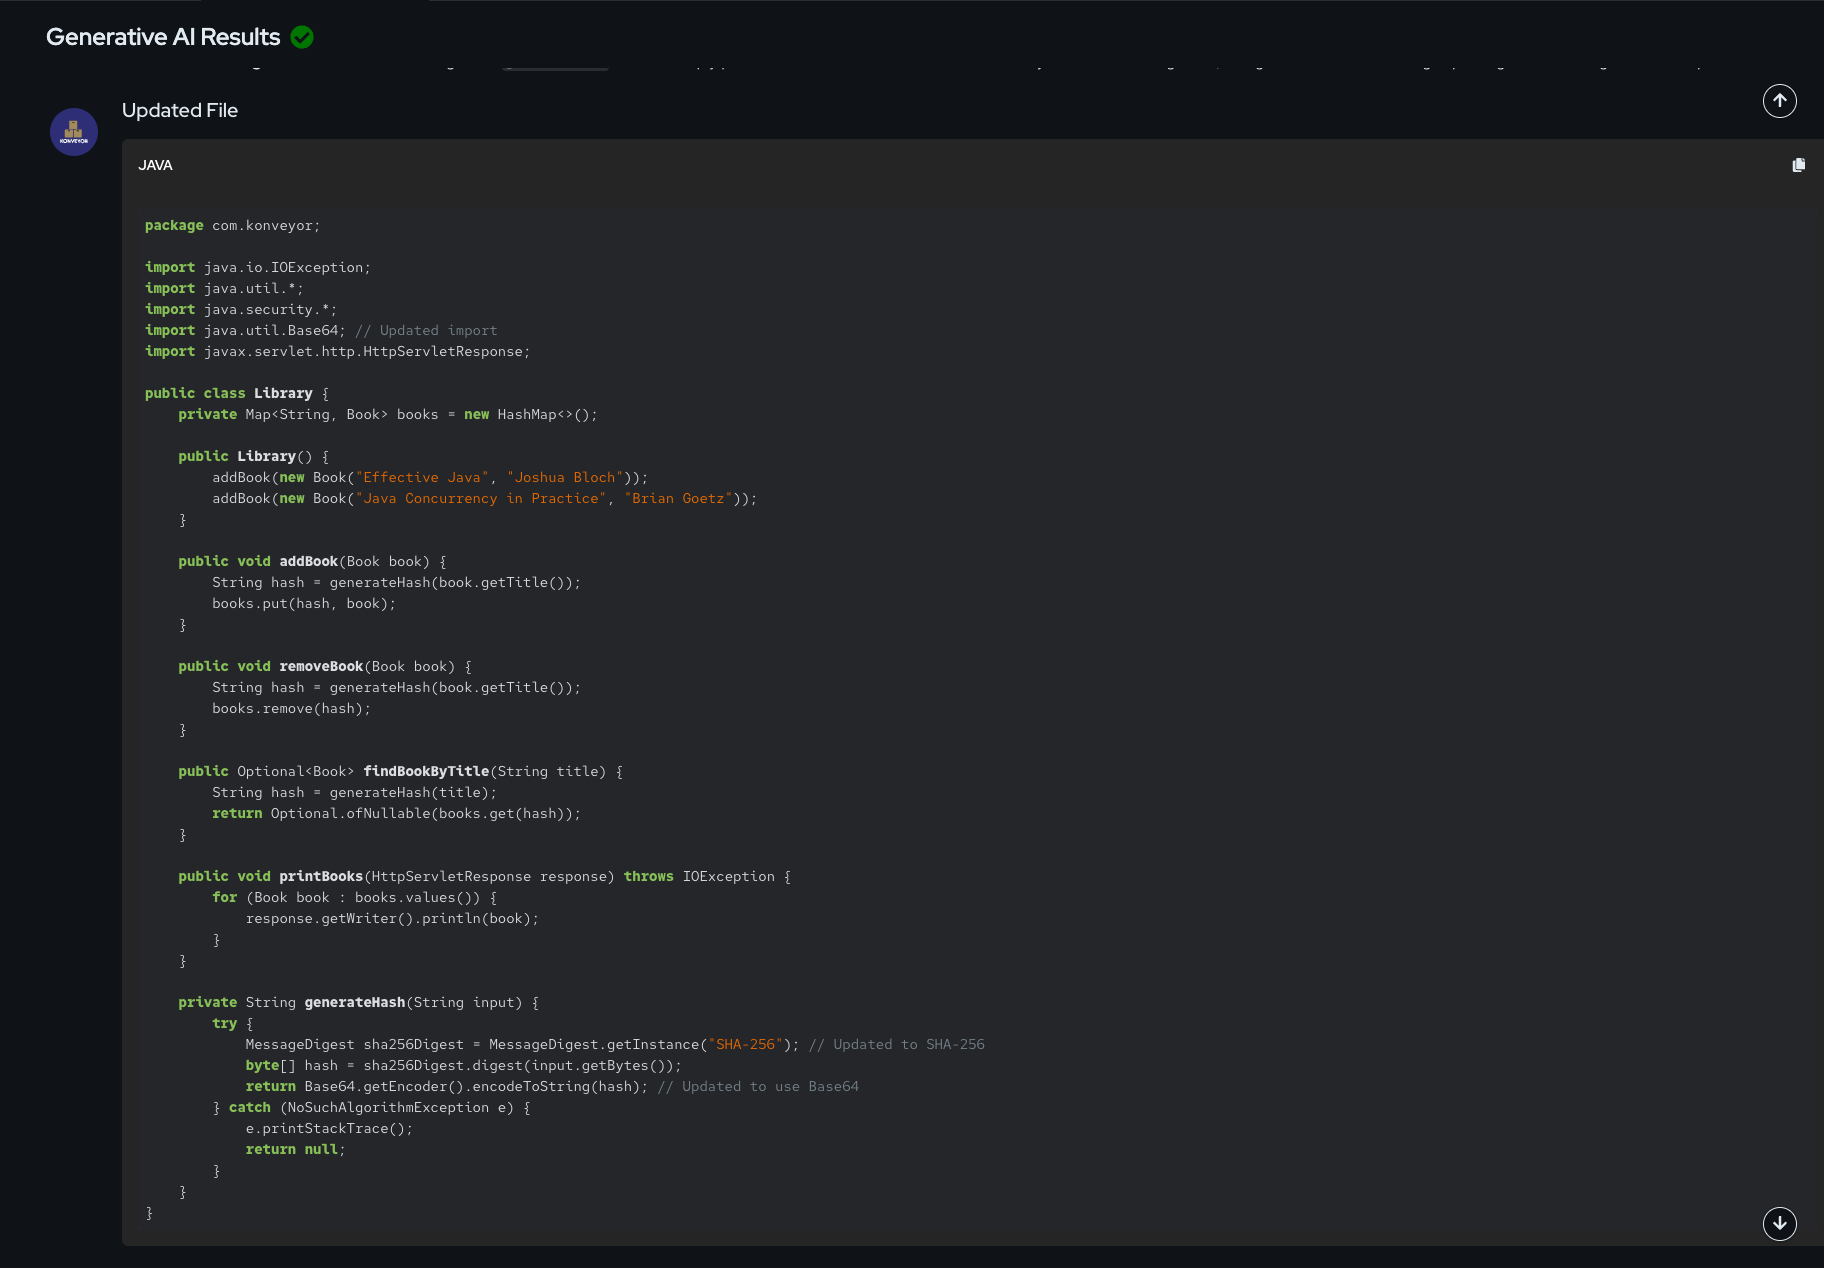 Generative AI Results
KONVEYOR
Updated File
JAVA
package com.konveyor;
import java.io.IOException;
import java.util.*;
import java.security.*;
import java.util.Base64; // Updated import
import javax.servlet.http.HttpServletResponse;
public class Library {
    private Map<String, Book> books = new HashMap<>();
    public Library() {
        addBook(new Book("Effective Java", "Joshua Bloch"));
        addBook(new Book("Java Concurrency in Practice", "Brian Goetz"));
    }
    public void addBook(Book book) {
        String hash = generateHash(book.getTitle());
        books.put(hash, book);
    }
    public void removeBook(Book book) {
        String hash = generateHash(book.getTitle());
        books.remove(hash);
    }
    public Optional<Book> findBookByTitle(String title) {
        String hash = generateHash(title);
        return Optional.ofNullable(books.get(hash));
    }
    public void printBooks(HttpServletResponse response) throws IOException {
        for (Book book : books.values()) {
            response.getWriter().println(book);
        }
    }
    private String generateHash(String input) {
        try {
            MessageDigest sha256Digest = MessageDigest.getInstance("SHA-256"); // Updated to SHA-256
            byte[] hash = sha256Digest.digest(input.getBytes());
            return Base64.getEncoder().encodeToString(hash); // Updated to use Base64
        } catch (NoSuchAlgorithmException e) {
            e.printStackTrace();
            return null;
        }
    }
}